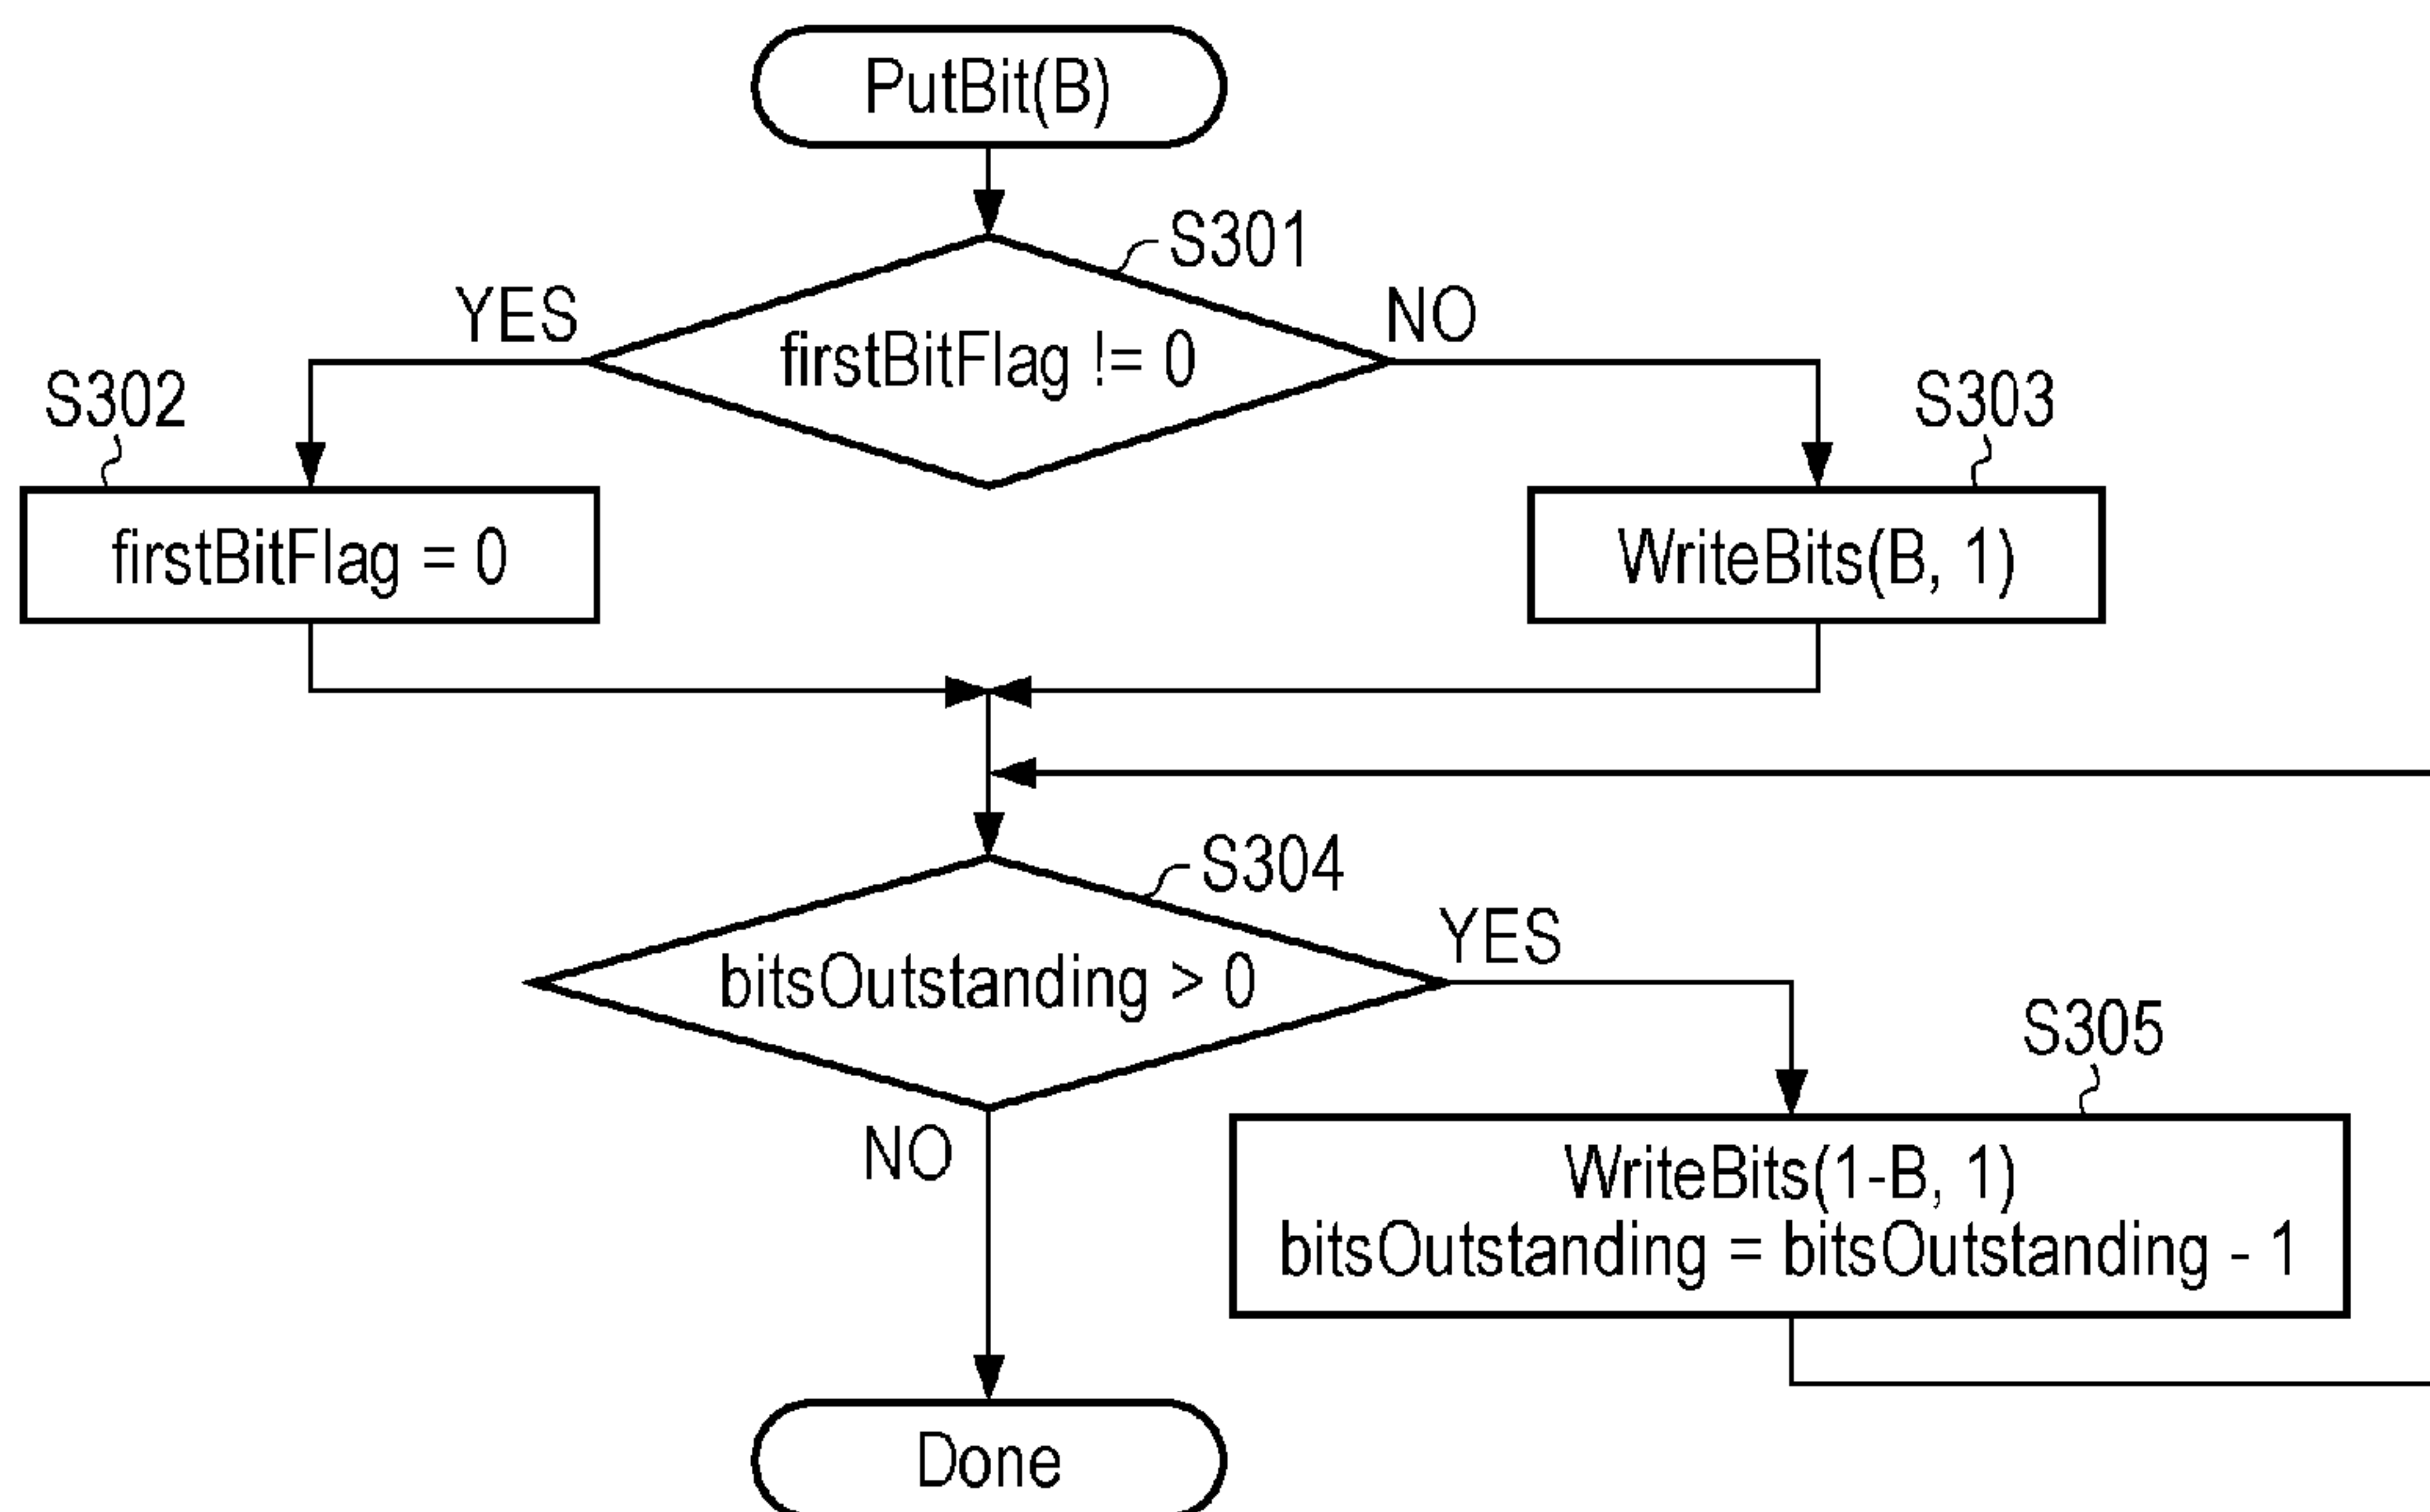 PutBit(B)
S301
YES
NO
firstBitFlag != 0
S302
S303
firstBitFlag = 0
WriteBits(B, 1)
S304
YES
bitsOutstanding > 0
S305
NO
WriteBits(1-B, 1)
bitsOutstanding = bitsOutstanding - 1
Done